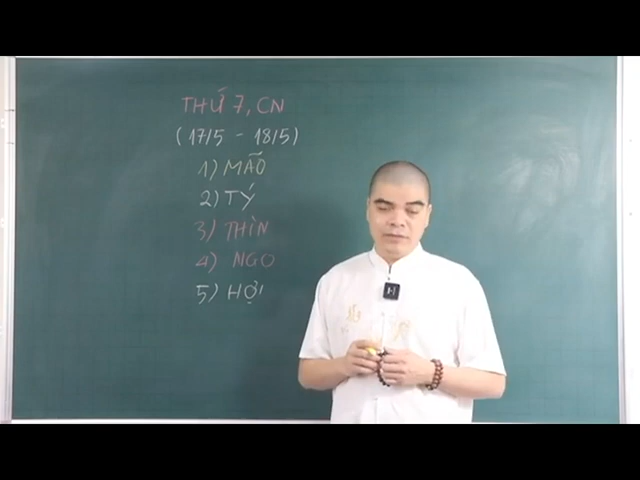 THỨ 7, CN
(17/5 - 18/5)
1) MÃO
2) TÝ
3) THÌN
4) NGỌ
5) HỢI